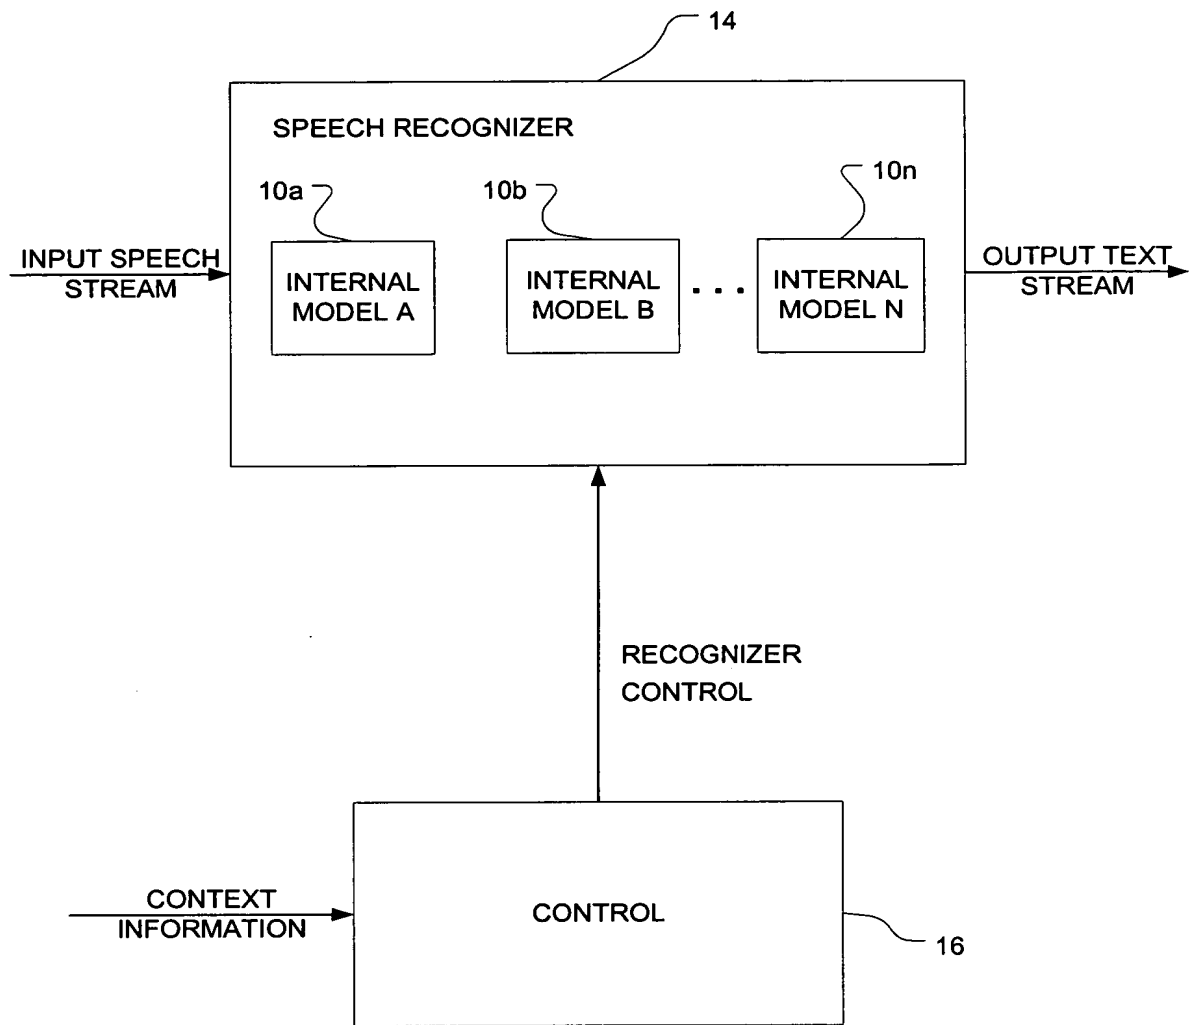 14
SPEECH RECOGNIZER
10a
10b
10n
INPUT SPEECH
STREAM
INTERNAL
MODEL A
INTERNAL
MODEL B
. . .
INTERNAL
MODEL N
OUTPUT TEXT
STREAM
RECOGNIZER
CONTROL
CONTEXT
INFORMATION
CONTROL
16